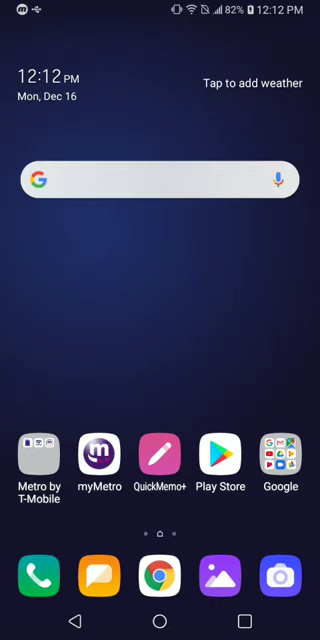 82% 12:12 PM
12:12 PM
Mon, Dec 16
Tap to add weather
Metro by
T-Mobile
myMetro
QuickMemo+
Play Store
Google